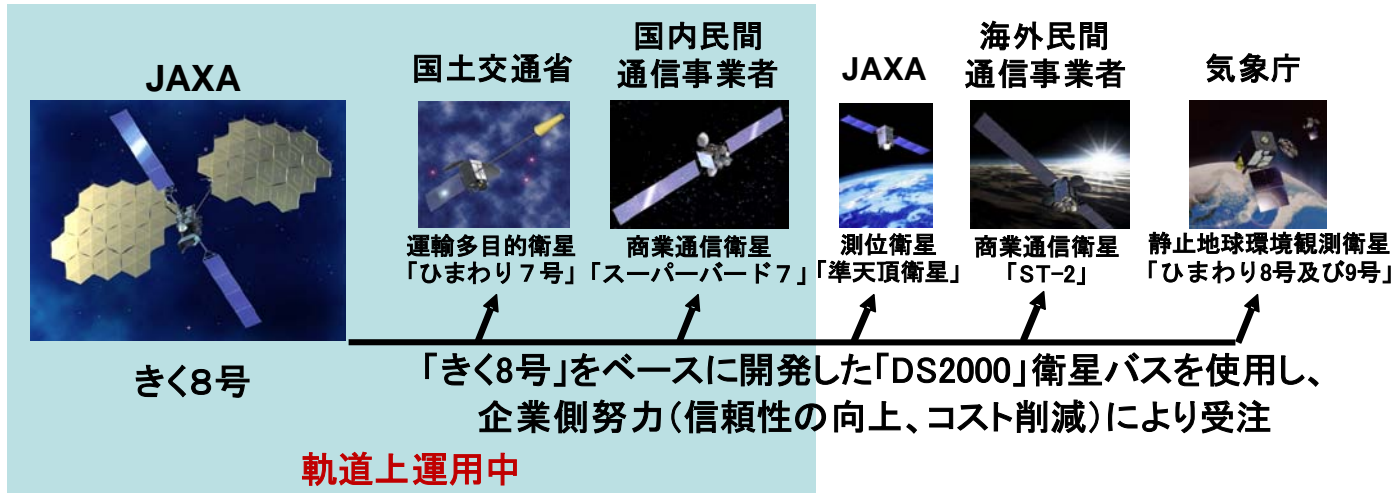 JAXA
きく８号
国土交通省
運輸多目的衛星
「ひまわり７号」
国内民間
通信事業者
商業通信衛星
「スーパーバード７」
JAXA
測位衛星
「準天頂衛星」
海外民間
通信事業者
商業通信衛星
「ST-2」
気象庁
静止地球環境観測衛星
「ひまわり8号及び9号」
「きく8号」をベースに開発した「DS2000」衛星バスを使用し、
企業側努力（信頼性の向上、コスト削減）により受注
軌道上運用中